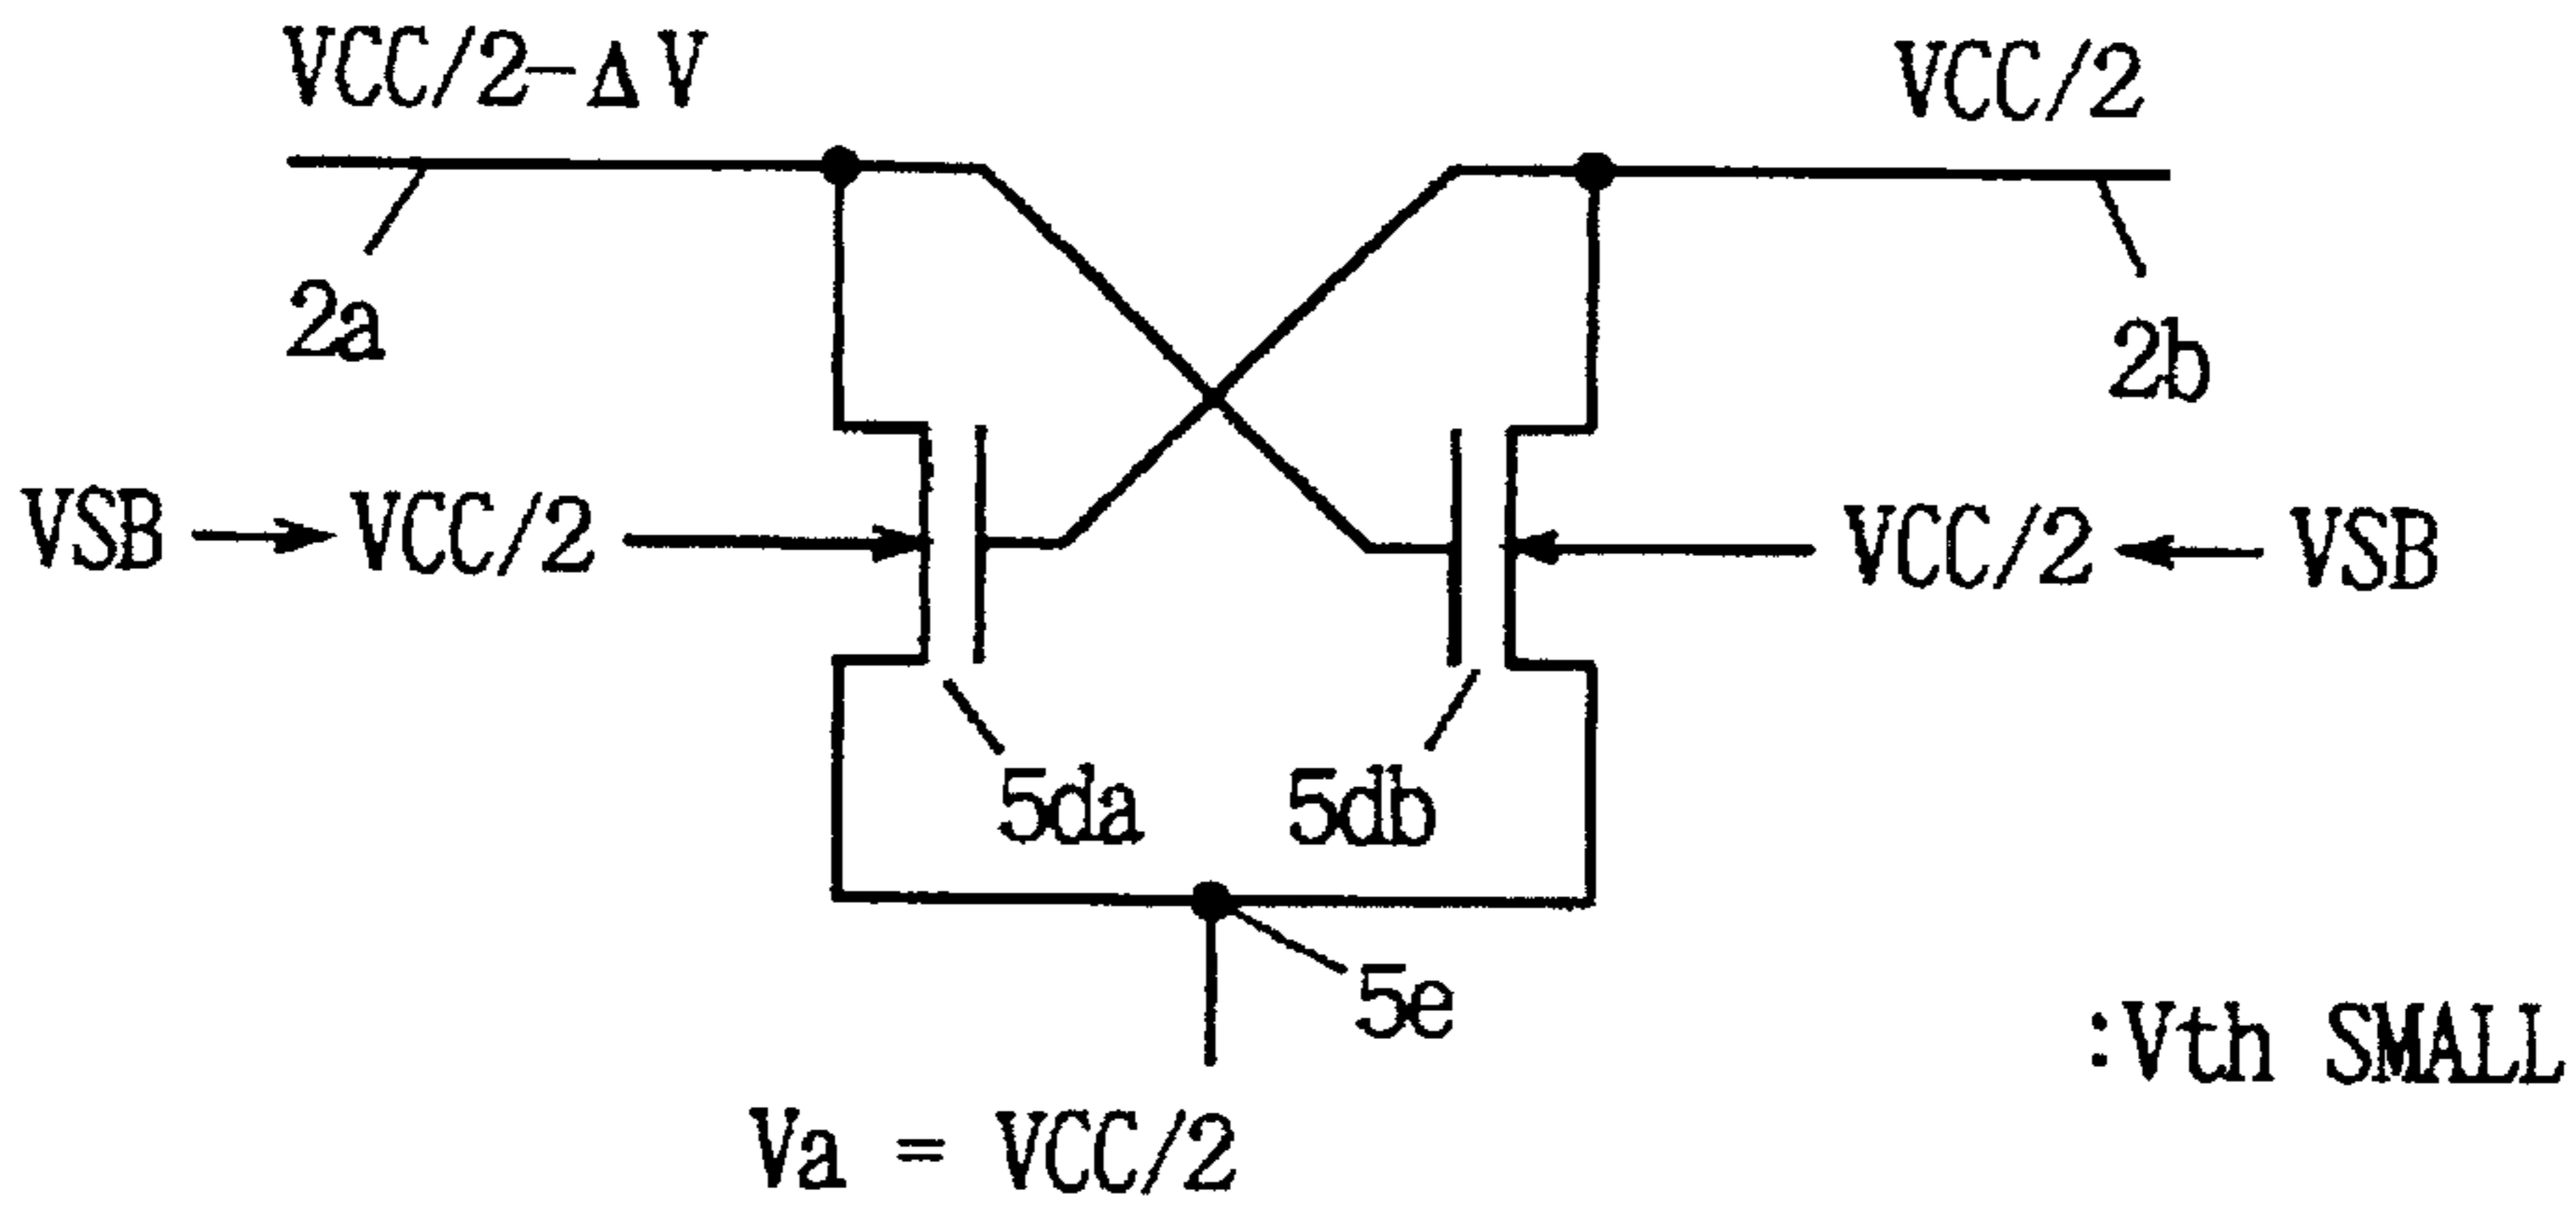 VCC/2-ΔV
VCC/2
2a
2b
VSB → VCC/2
VCC/2 ← VSB
5da
5db
5e
:Vth SMALL
Va = VCC/2